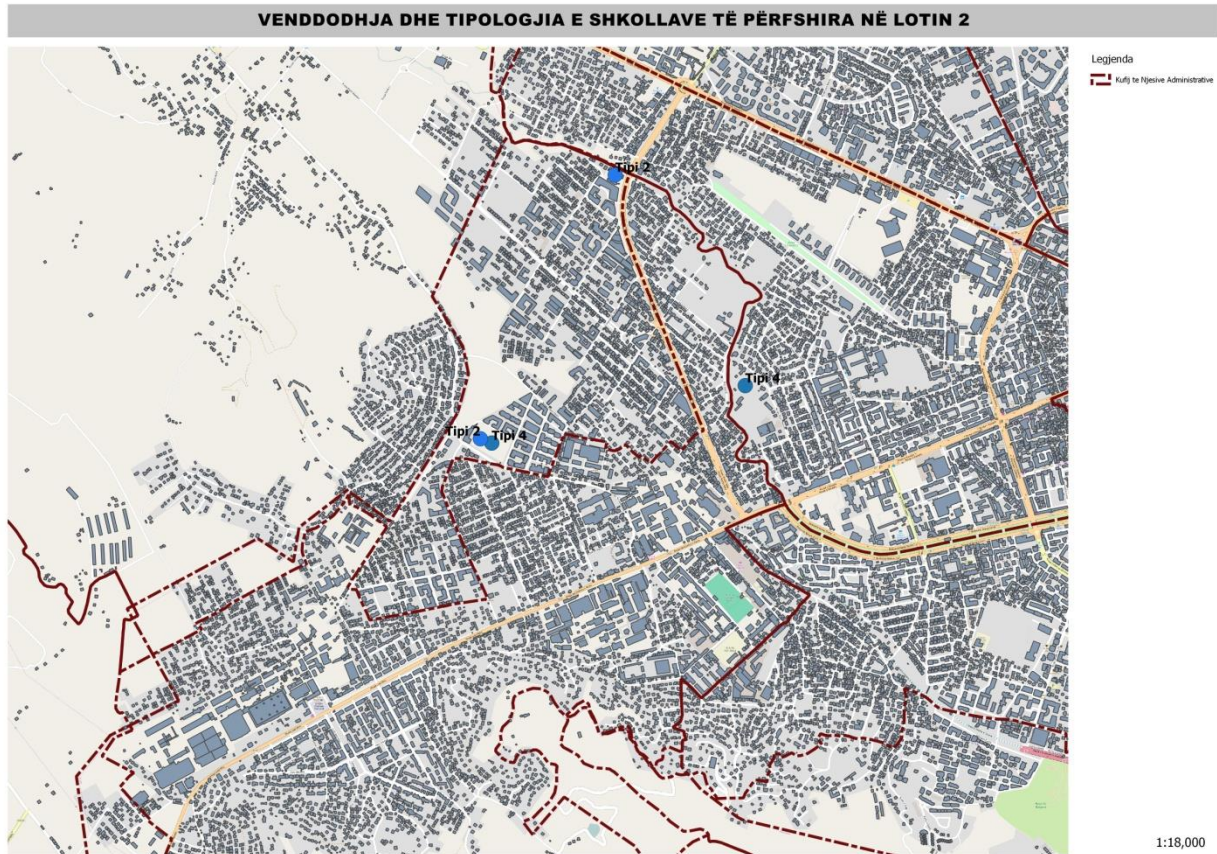 VENDDODHJA DHE TIPOLOGJIA E SHKOLLAVE TË PËRFSHIRA NË LOTIN 2
Legjenda
Kufij te Njesive Administrative
Tipi 2
Tipi 4
Tipi 2
Tipi 4
1:18,000